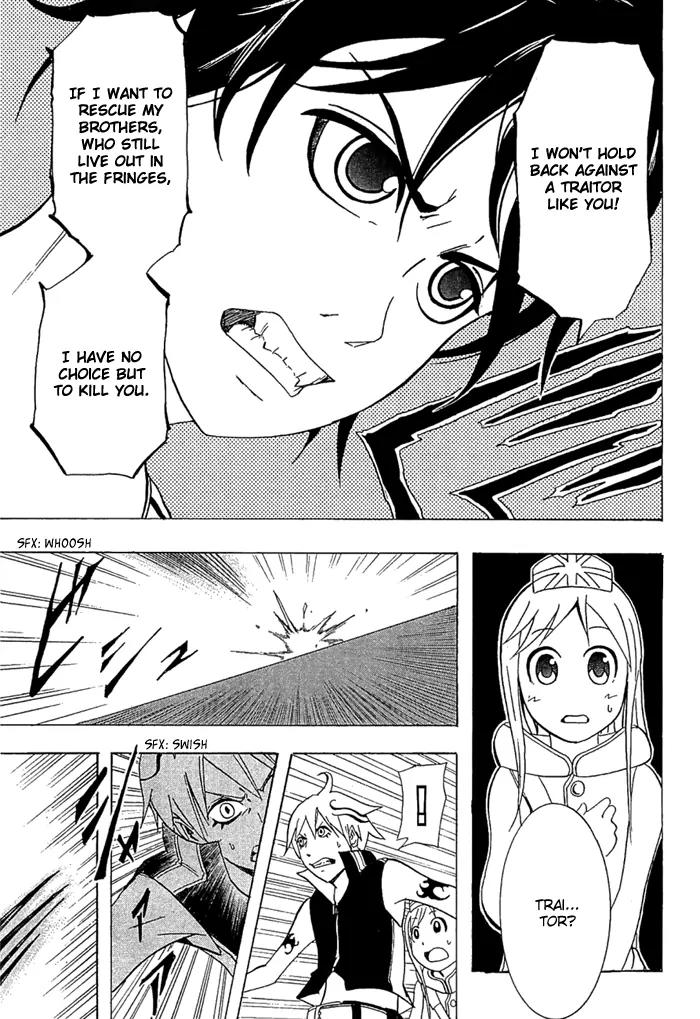 I WON'T HOLD
BACK AGAINST
A TRAITOR
LIKE YOU!
IF I WANT TO
RESCUE MY
BROTHERS,
WHO STILL
LIVE OUT IN
THE FRINGES,
I HAVE NO
CHOICE BUT
TO KILL YOU.
TRAI...
TOR?
SFX: WHOOSH
!
SFX: SWISH